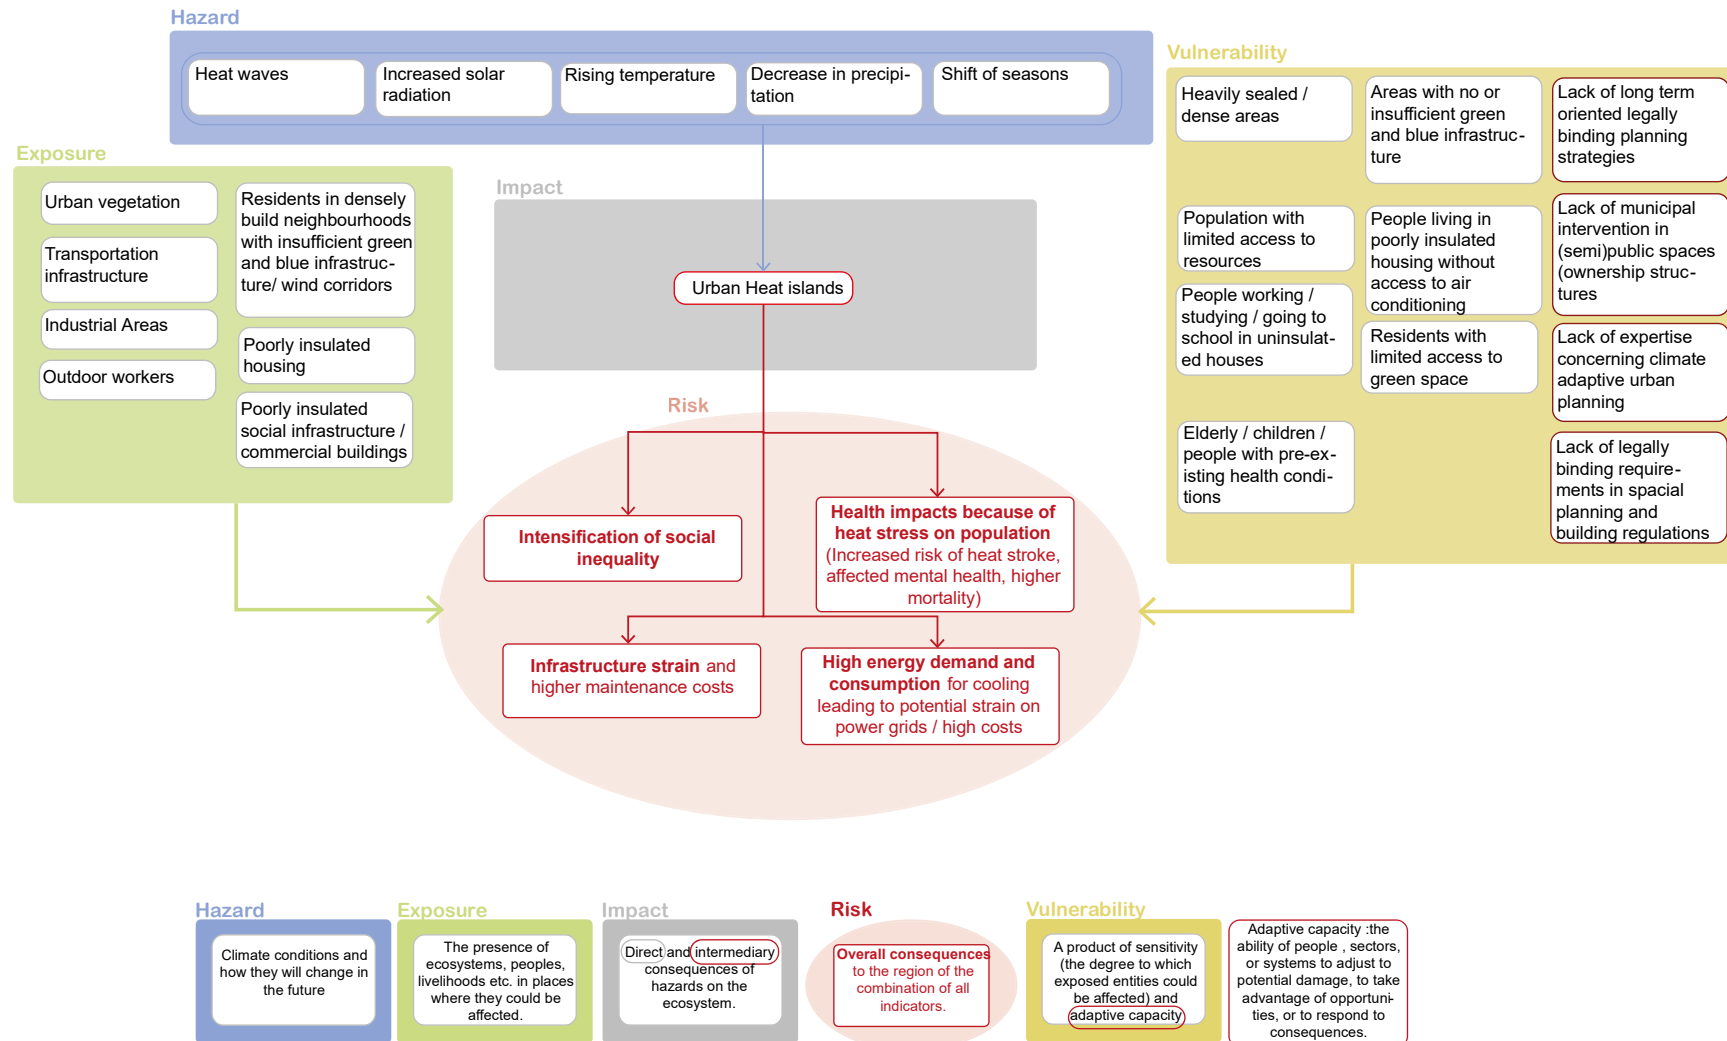 Hazard
Heat waves
Increased solar
radiation
Rising temperature
Decrease in precipi-
tation
Shift of seasons
Exposure
Urban vegetation
Transportation
infrastructure
Industrial Areas
Outdoor workers
Residents in densely
build neighbourhoods
with insufficient green
and blue infrastruc-
ture/ wind corridors
Poorly insulated
housing
Poorly insulated
social infrastructure /
commercial buildings
Impact
Urban Heat islands
Vulnerability
Heavily sealed /
dense areas
Population with
limited access to
resources
People working /
studying / going to
school in uninsulat-
ed houses
Elderly / children /
people with pre-ex-
isting health condi-
tions
Areas with no or
insufficient green
and blue infrastruc-
ture
People living in
poorly insulated
housing without
access to air
conditioning
Residents with
limited access to
green space
Lack of long term
oriented legally
binding planning
strategies
Lack of municipal
intervention in
(semi)public spaces
(ownership struc-
tures
Lack of expertise
concerning climate
adaptive urban
planning
Lack of legally
binding require-
ments in spacial
planning and
building regulations
Risk
Intensification of social
inequality
Health impacts because of
heat stress on population
(Increased risk of heat stroke,
affected mental health, higher
mortality)
Infrastructure strain and
higher maintenance costs
High energy demand and
consumption for cooling
leading to potential strain on
power grids / high costs
Hazard
Climate conditions and
how they will change in
the future
Exposure
The presence of
ecosystems, peoples,
livelihoods etc. in places
where they could be
affected.
Impact
Direct and intermediary
consequences of
hazards on the
ecosystem.
Risk
Overall consequences
to the region of the
combination of all
indicators.
Vulnerability
A product of sensitivity
(the degree to which
exposed entities could
be affected) and
adaptive capacity
Adaptive capacity :the
ability of people , sectors,
or systems to adjust to
potential damage, to take
advantage of opportuni-
ties, or to respond to
consequences.